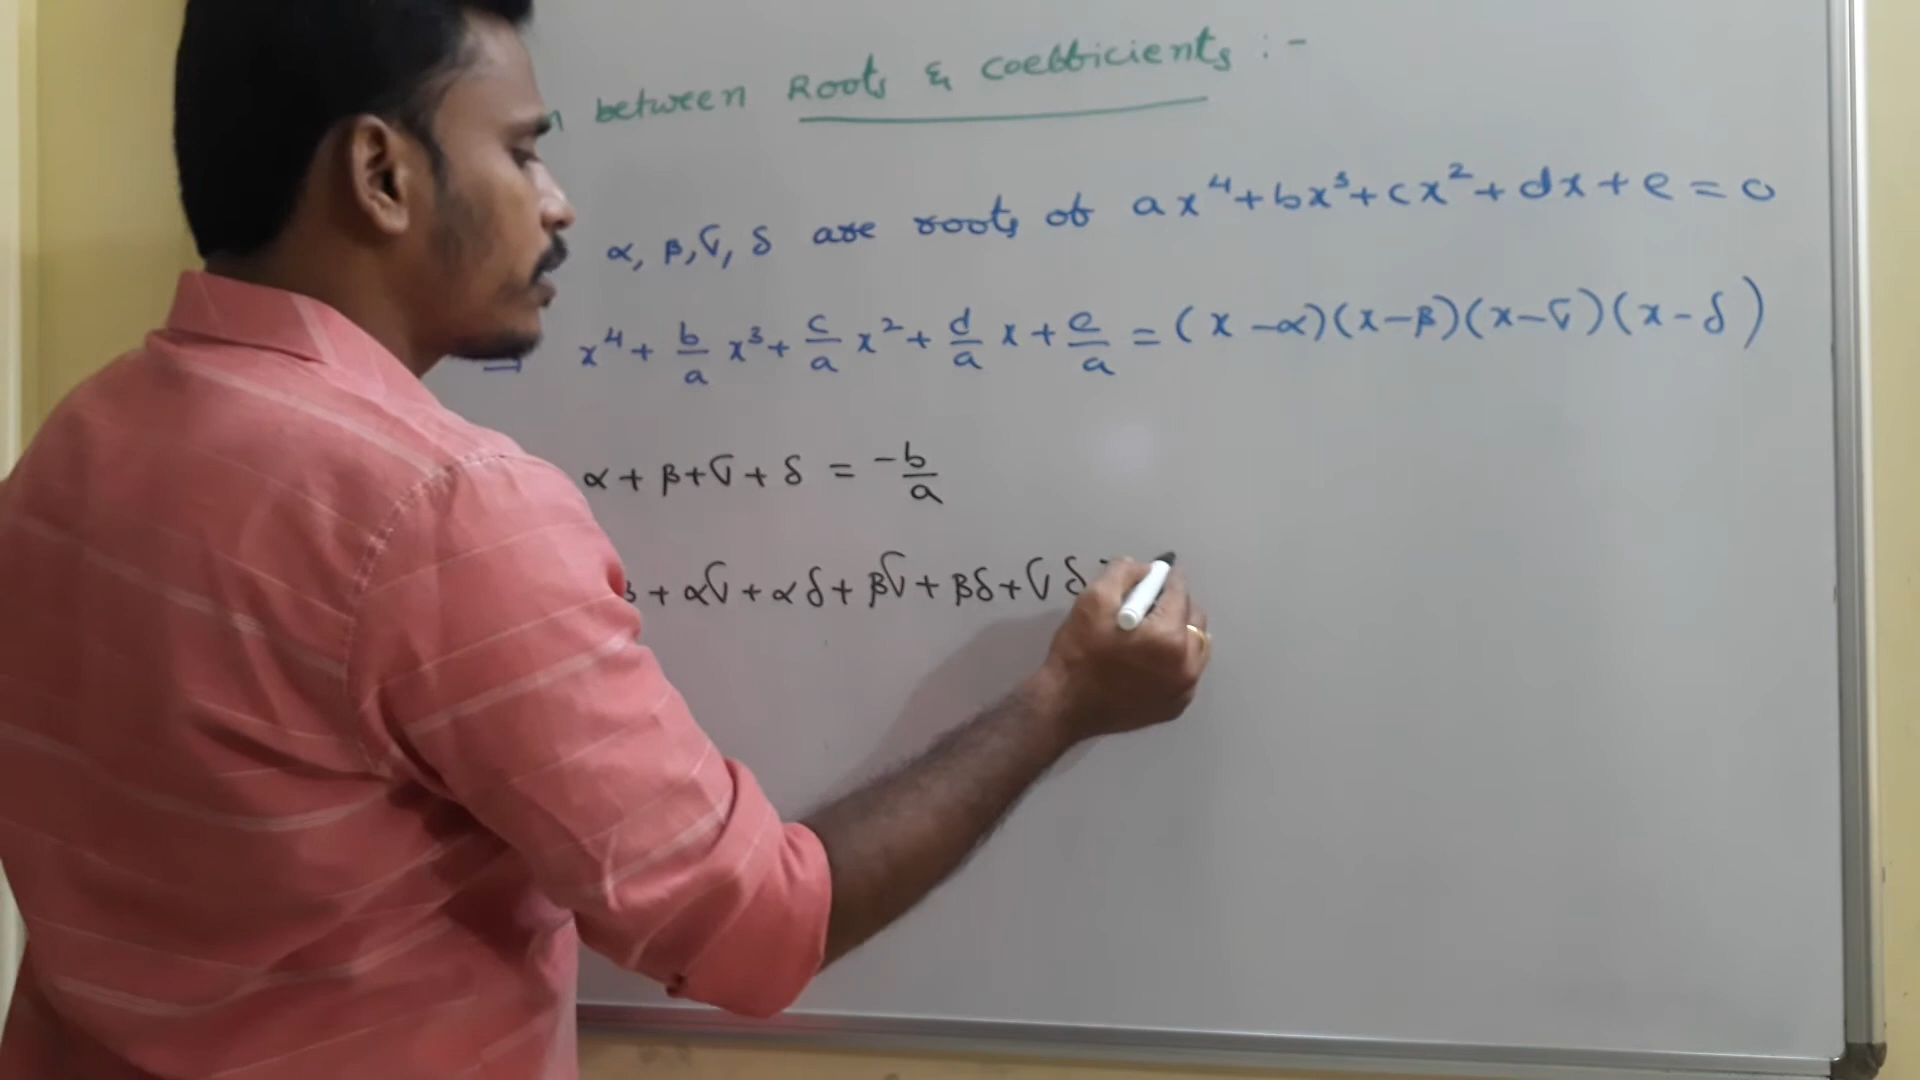 between Roots & coefficients :-
α, β, γ, δ are roots of ax⁴+bx³+cx²+dx+e=0
x⁴+ b/a x³+ c/a x²+ d/a x+ e/a =(x-α)(x-β)(x-γ)(x-δ)
α+β+γ+δ = -b/a
β+αγ+αδ+βγ+βδ+γδ